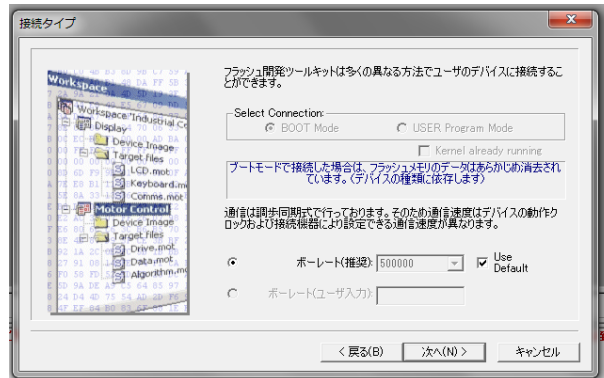 接続タイプ
フラッシュ開発ツールキットは多くの異なる方法でユーザのデバイスに接続するこ
とができます。
Select Connection:
BOOT Mode
USER Program Mode
Kernel already running
ブートモードで接続した場合は、フラッシュメモリのデータはあらかじめ消去され
ています。(デバイスの種類に依存します)
通信は調歩同期式で行っております。そのため通信速度はデバイスの動作ク
ロックおよび接続機器により設定できる通信速度が異なります。
ボーレート(推奨): 500000
Use
Default
ボーレート(ユーザ入力):
< 戻る(B)
次へ(N) >
キャンセル
Workspace
Workspace "Industrial Co
Display
Device Image
Target files
LCD.mot
Keyboard.m
Comms.mot
Motor Control
Device Image
Target files
Drive.mot
Data.mot
Algorithm.m